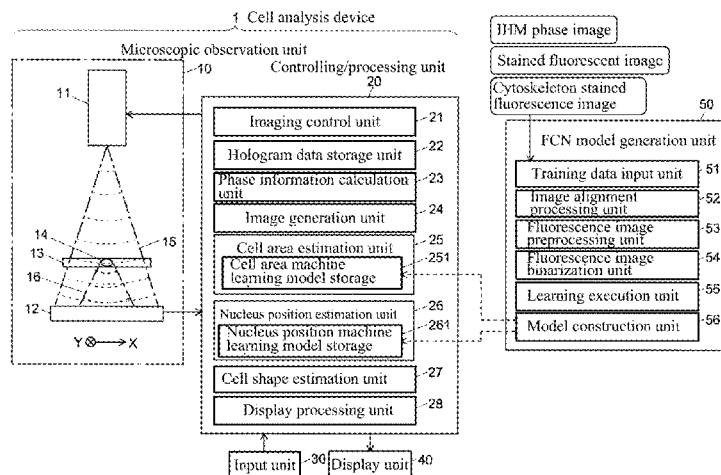 1 Cell analysis device
Microscopic observation unit
10
11
14
13
15
16
12
Y X
Controlling/processing unit
20
Imaging control unit 21
Hologram data storage unit 22
Phase information calculation
unit 23
Image generation unit 24
Cell area estimation unit 25
Cell area machine
learning model storage 251
Nucleus position estimation unit 26
Nucleus position machine
learning model storage 261
Cell shape estimation unit 27
Display processing unit 28
Input unit 30
Display unit 40
IHM phase image
Stained fluorescent image
Cytoskeleton stained
fluorescence image
50
FCN model generation unit
Training data input unit 51
Image alignment
processing unit 52
Fluorescence image
preprocessing unit 53
Fluorescence image
binarization unit 54
Learning execution unit 55
Model construction unit 56